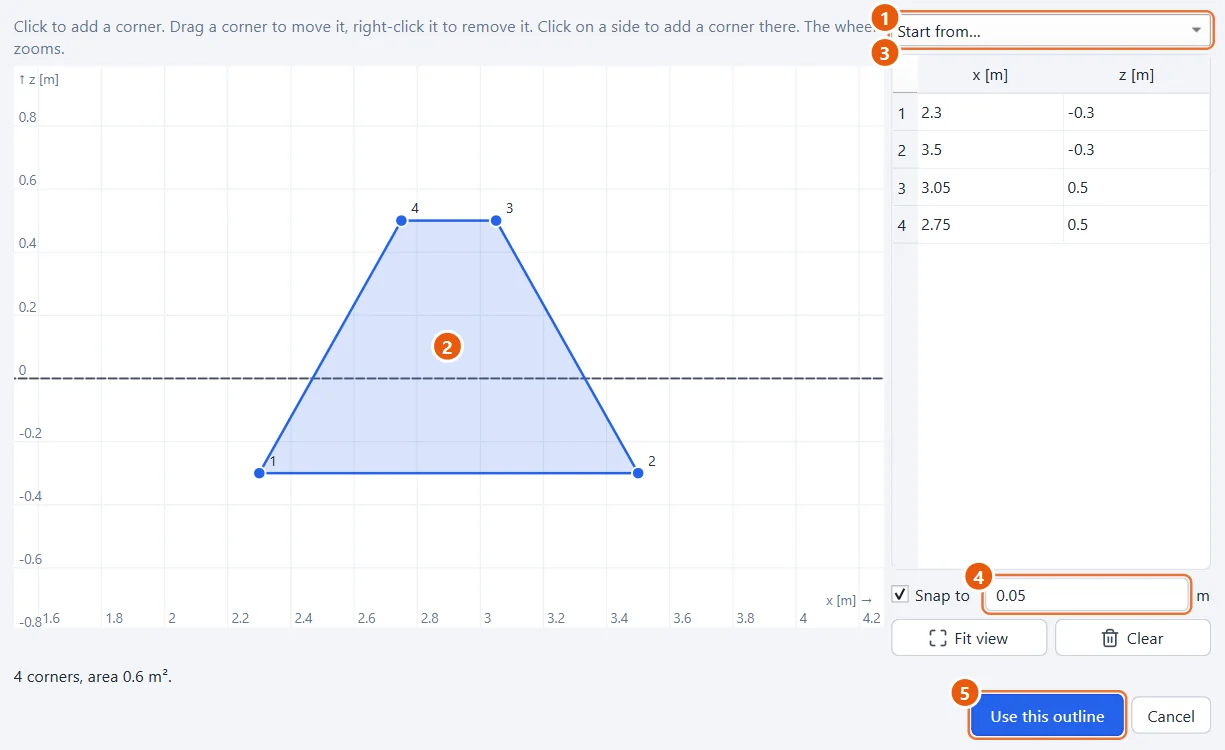 Click to add a corner. Drag a corner to move it, right-click it to remove it. Click on a side to add a corner there. The wheel
zooms.
1
Start from...
3
↑ z [m]
x [m] z [m]
1 2.3 -0.3
2 3.5 -0.3
3 3.05 0.5
4 2.75 0.5
0.8
0.6
0.4
0.2
0
-0.2
-0.4
-0.6
-0.8
4 3
2
1 2
x [m] →
1.6 1.8 2 2.2 2.4 2.6 2.8 3 3.2 3.4 3.6 3.8 4 4.2
4
Snap to 0.05 m
Fit view Clear
4 corners, area 0.6 m².
5
Use this outline Cancel